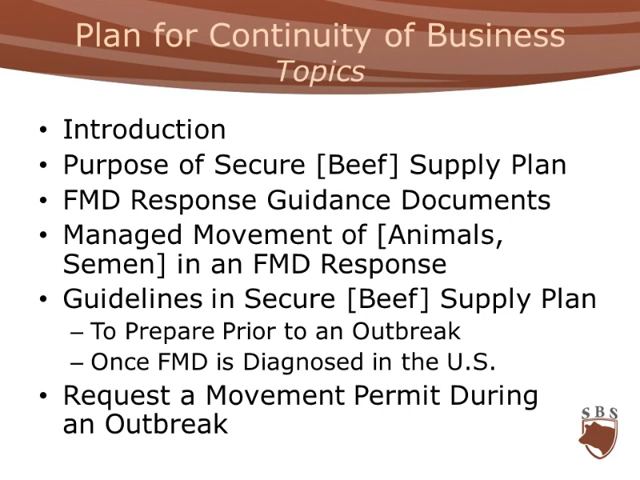 Plan for Continuity of Business
Topics
• Introduction
• Purpose of Secure [Beef] Supply Plan
• FMD Response Guidance Documents
• Managed Movement of [Animals,
Semen] in an FMD Response
• Guidelines in Secure [Beef] Supply Plan
– To Prepare Prior to an Outbreak
– Once FMD is Diagnosed in the U.S.
• Request a Movement Permit During
an Outbreak
SBS